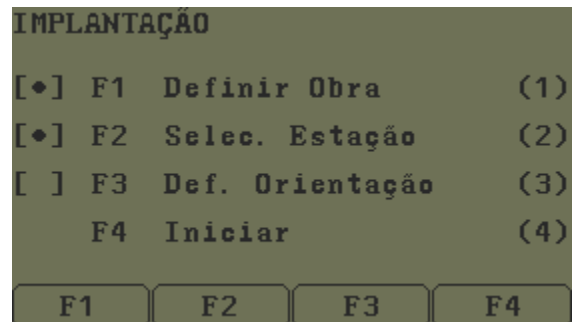 IMPLANTAÇÃO
[•] F1 Definir Obra (1)
[•] F2 Selec. Estação (2)
[ ] F3 Def. Orientação (3)
F4 Iniciar (4)
F1 F2 F3 F4